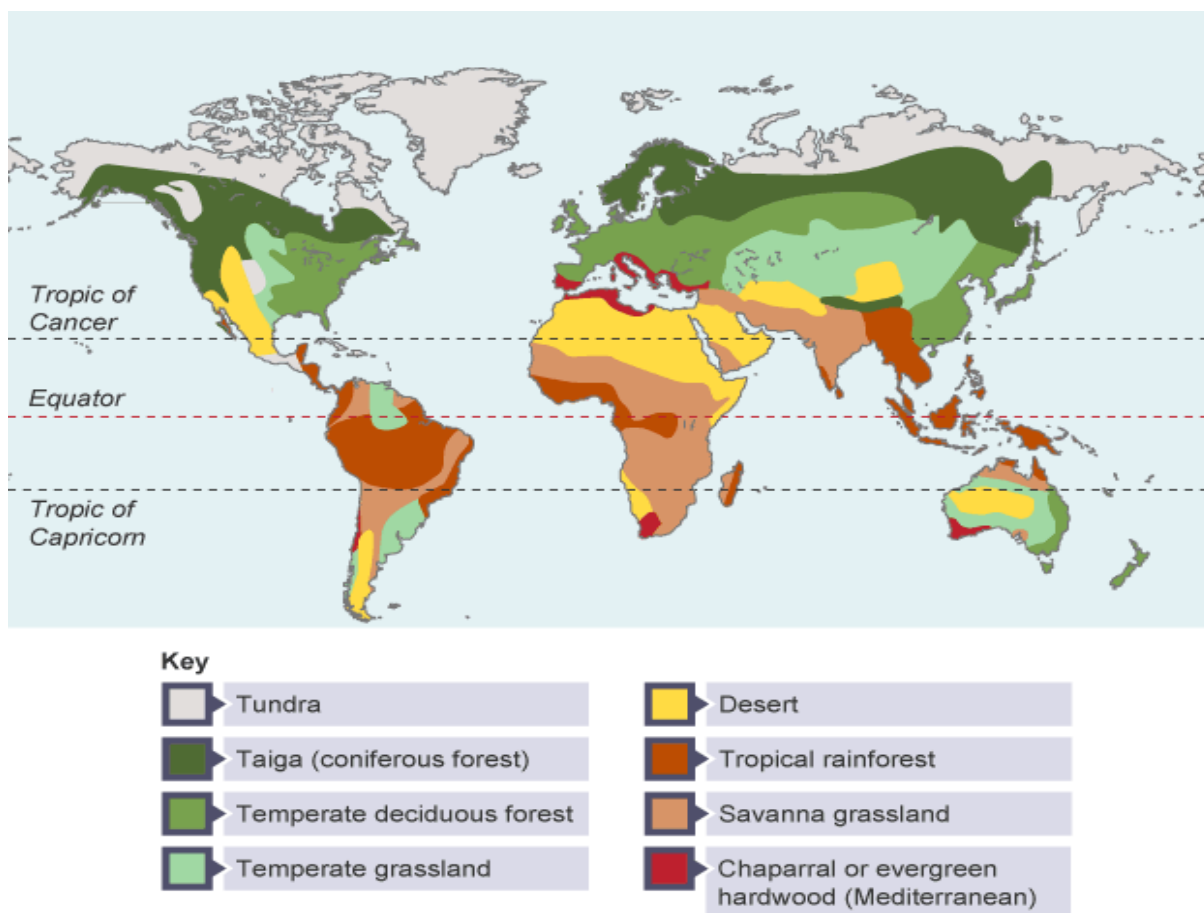 Tropic of
Cancer
Equator
Tropic of
Capricorn
Key
Tundra
Taiga (coniferous forest)
Temperate deciduous forest
Temperate grassland
Desert
Tropical rainforest
Savanna grassland
Chaparral or evergreen
hardwood (Mediterranean)